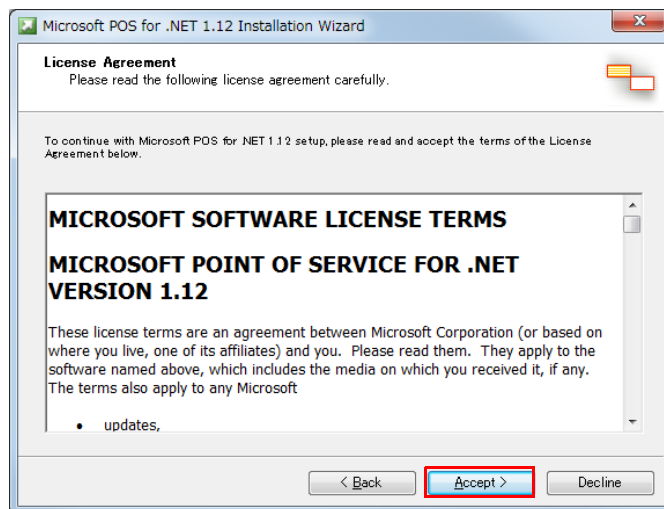 Microsoft POS for .NET 1.12 Installation Wizard
License Agreement
Please read the following license agreement carefully.
To continue with Microsoft POS for .NET 1.12 setup, please read and accept the terms of the License
Agreement below.
MICROSOFT SOFTWARE LICENSE TERMS
MICROSOFT POINT OF SERVICE FOR .NET
VERSION 1.12
These license terms are an agreement between Microsoft Corporation (or based on
where you live, one of its affiliates) and you.  Please read them.  They apply to the
software named above, which includes the media on which you received it, if any.
The terms also apply to any Microsoft
• updates,
< Back Accept > Decline